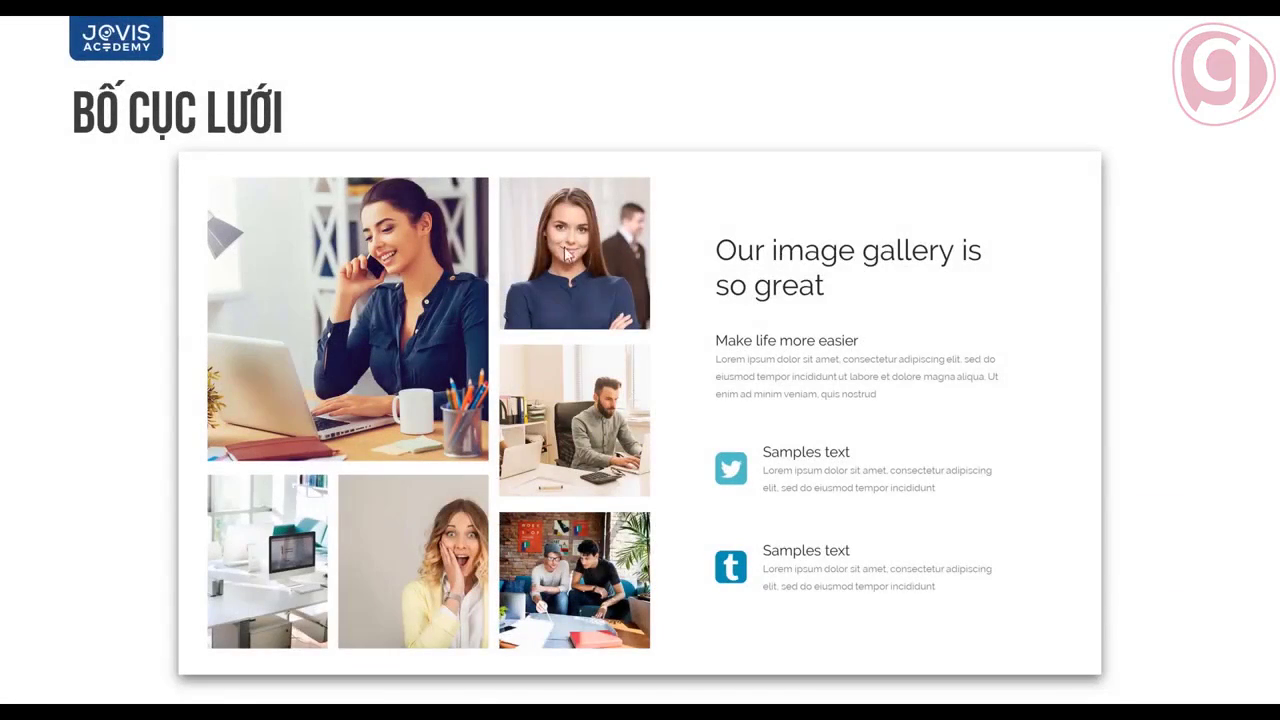 JOVIS
ACADEMY
BỐ CỤC LƯỚI
Our image gallery is
so great
Make life more easier
Lorem ipsum dolor sit amet, consectetur adipiscing elit, sed do
eiusmod tempor incididunt ut labore et dolore magna aliqua. Ut
enim ad minim veniam, quis nostrud
Samples text
Lorem ipsum dolor sit amet, consectetur adipiscing
elit, sed do eiusmod tempor incididunt
Samples text
Lorem ipsum dolor sit amet, consectetur adipiscing
elit, sed do eiusmod tempor incididunt